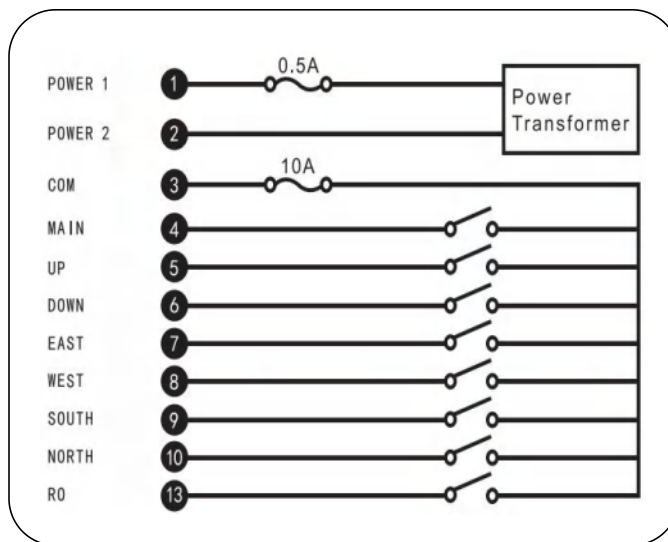 POWER 1 1 0.5A
Power
Transformer
POWER 2 2
COM 3 10A
MAIN 4
UP 5
DOWN 6
EAST 7
WEST 8
SOUTH 9
NORTH 10
RO 13